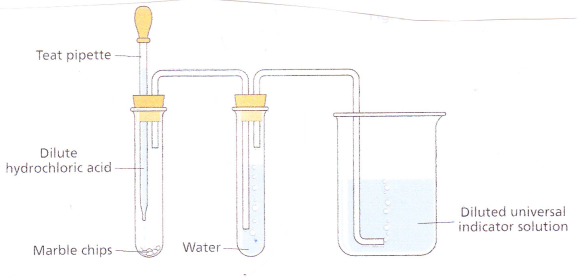 Teat pipette
Dilute
hydrochloric acid
Marble chips
Water
Diluted universal
indicator solution